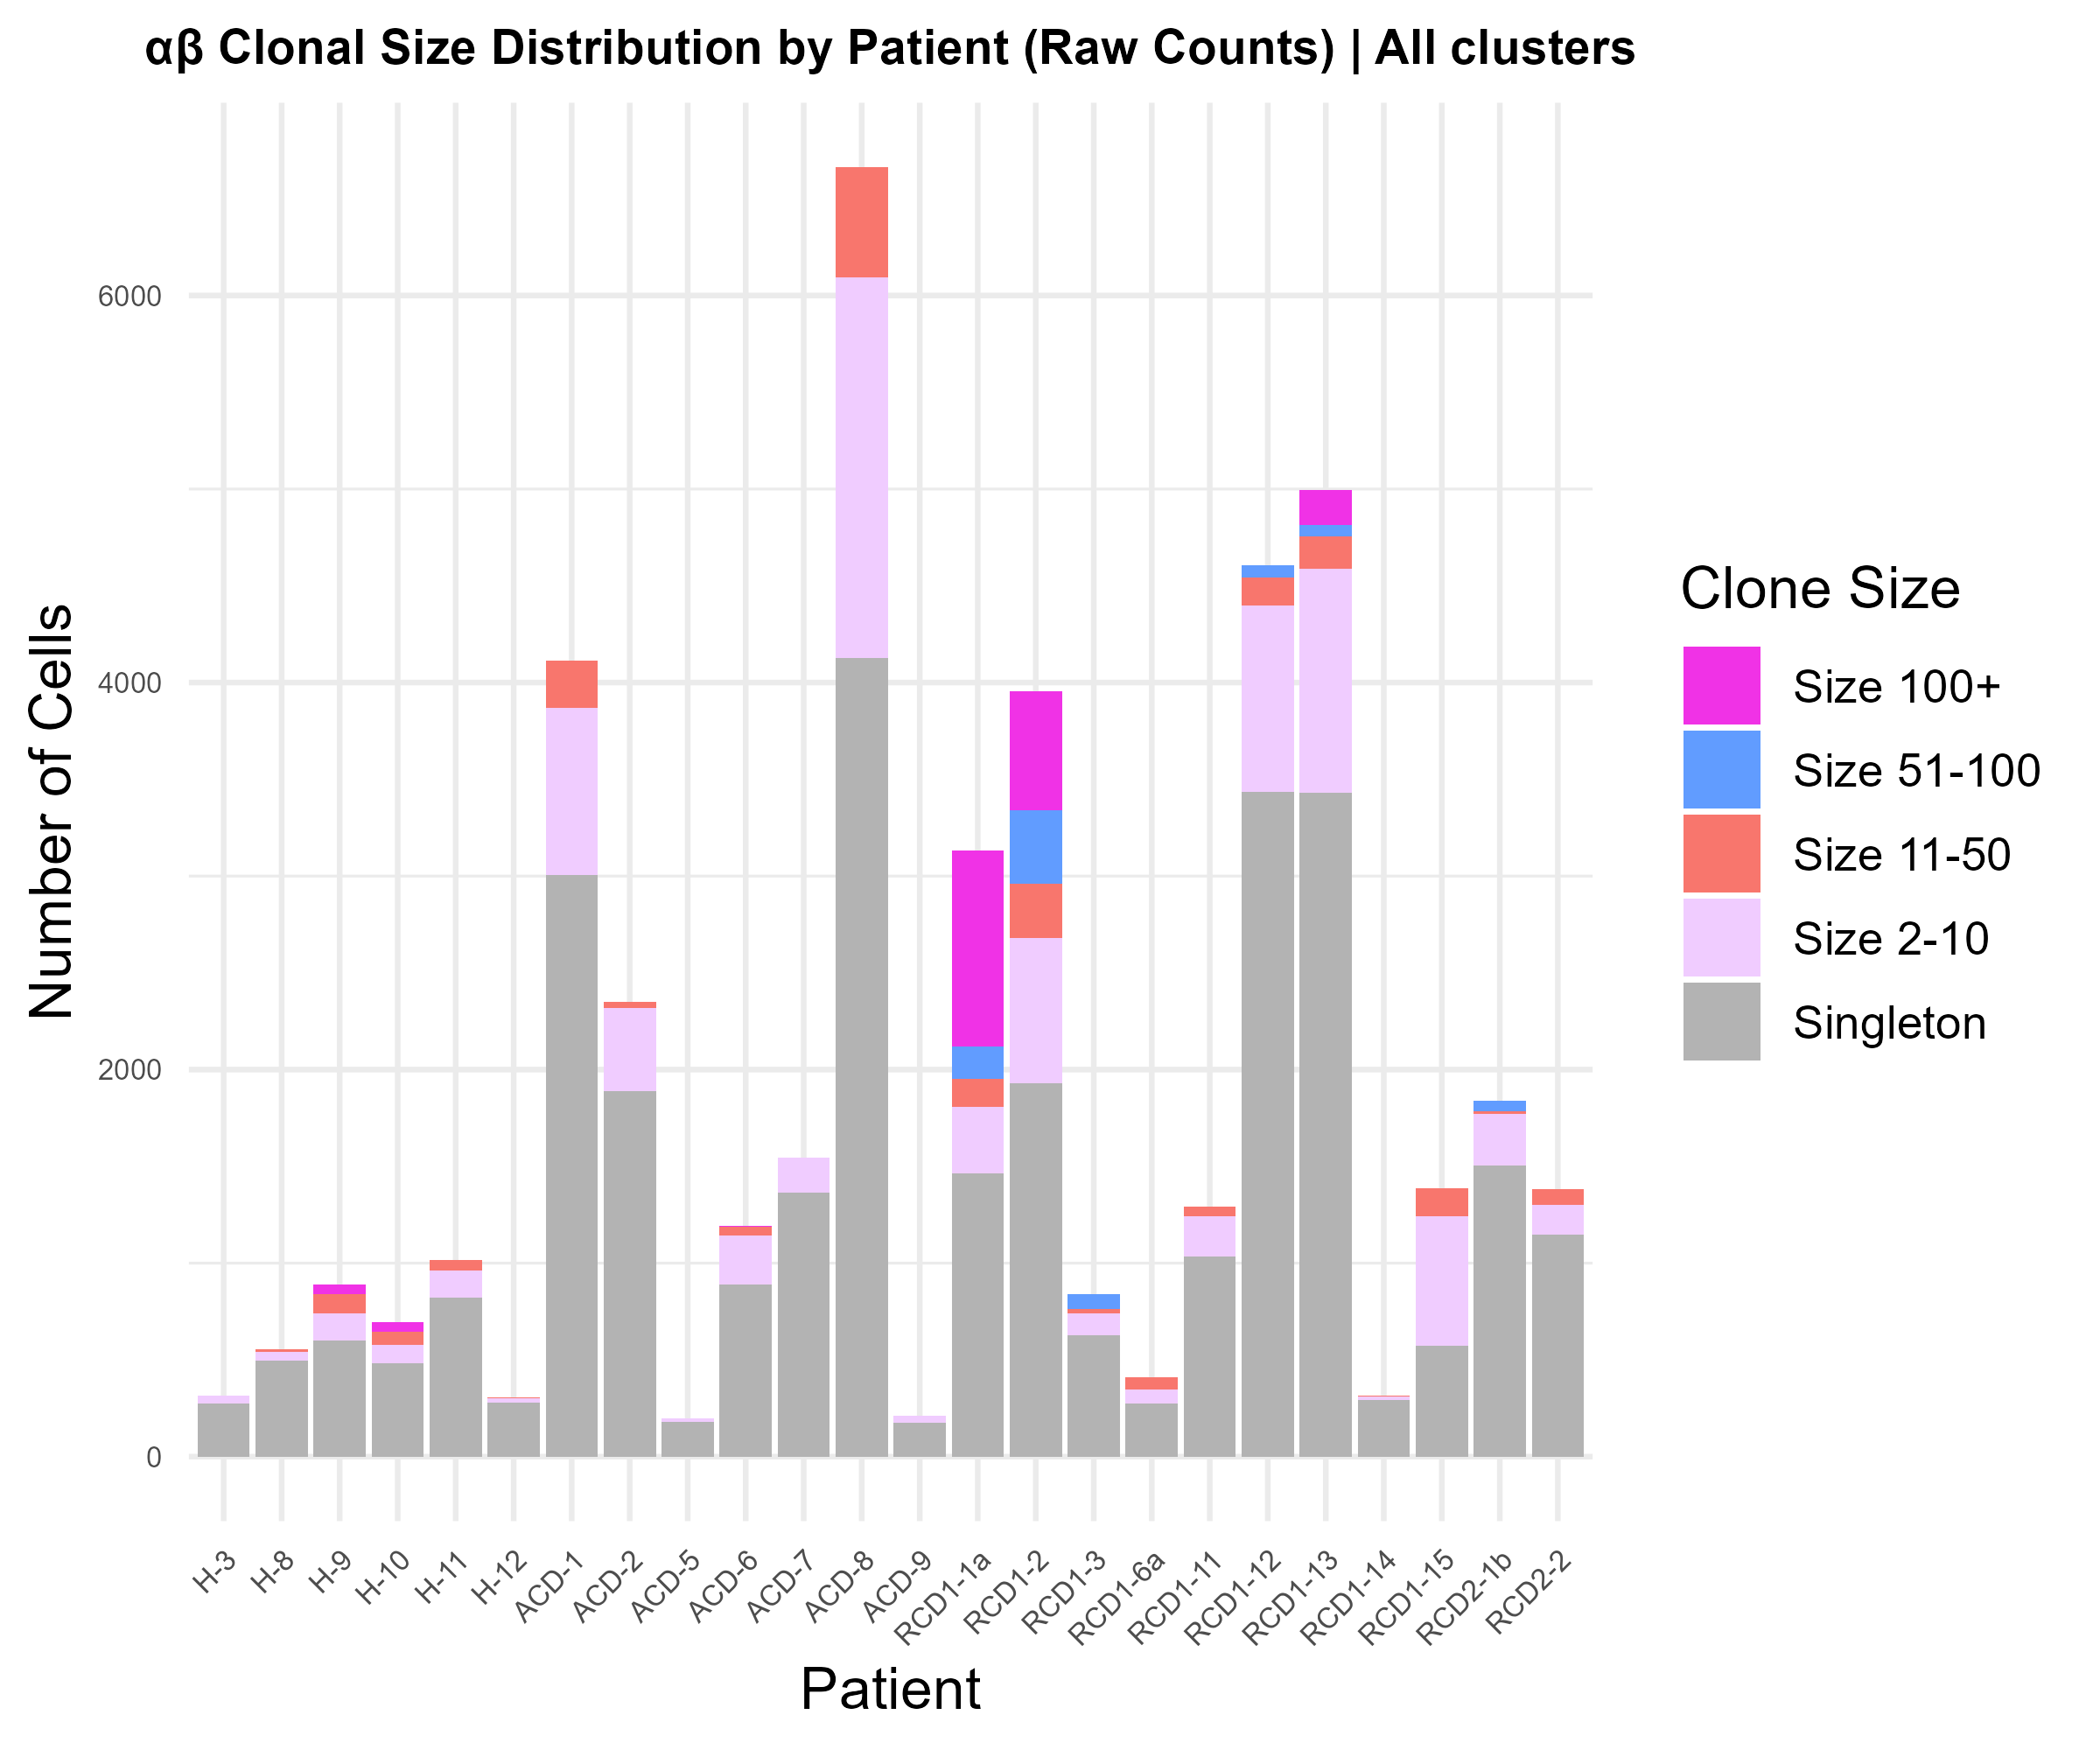 αβ Clonal Size Distribution by Patient (Raw Counts) | All clusters
Number of Cells
6000
4000
2000
0
H-3
H-8
H-9
H-10
H-11
H-12
ACD-1
ACD-2
ACD-5
ACD-6
ACD-7
ACD-8
ACD-9
RCD1-1a
RCD1-2
RCD1-3
RCD1-6a
RCD1-11
RCD1-12
RCD1-13
RCD1-14
RCD1-15
RCD2-1b
RCD2-2
Patient
Clone Size
Size 100+
Size 51-100
Size 11-50
Size 2-10
Singleton